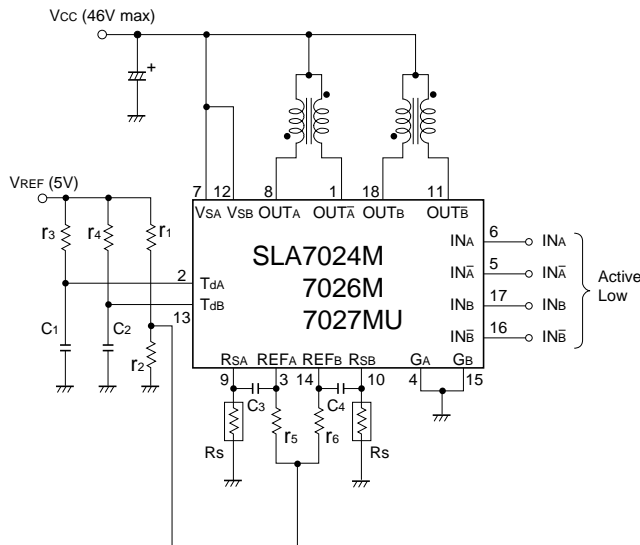 VCC (46V max)
+
VREF (5V)
7 12 8 1 18 11
VSA VSB OUTA OUTA̅ OUTB OUTB̅
r3 r4 r1
SLA7024M
7026M
7027MU
INA 6 INA
INA̅ 5 INA̅
INB 17 INB
INB̅ 16 INB̅
Active
Low
2 TdA
TdB
13
C1 C2
r2
RSA REFA REFB RSB GA GB
9 3 14 10 4 15
C3 C4
r5 r6
Rs Rs